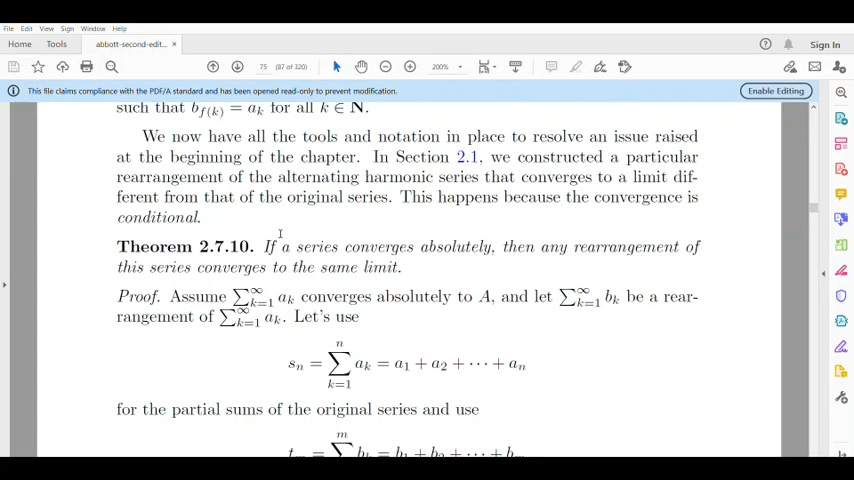 File Edit View Sign Window Help
Home Tools abbott-second-edit... × Sign In
75 (87 of 320) 200%
This file claims compliance with the PDF/A standard and has been opened read-only to prevent modification. Enable Editing
such that b_{f(k)} = a_k for all k ∈ N.
We now have all the tools and notation in place to resolve an issue raised
at the beginning of the chapter. In Section 2.1, we constructed a particular
rearrangement of the alternating harmonic series that converges to a limit dif-
ferent from that of the original series. This happens because the convergence is
conditional.
Theorem 2.7.10. If a series converges absolutely, then any rearrangement of
this series converges to the same limit.
Proof. Assume ∑_{k=1}^∞ a_k converges absolutely to A, and let ∑_{k=1}^∞ b_k be a rear-
rangement of ∑_{k=1}^∞ a_k. Let's use
s_n = ∑_{k=1}^n a_k = a_1 + a_2 + ··· + a_n
for the partial sums of the original series and use
t_m = ∑^m b_k = b_1 + b_2 + ··· + b_m